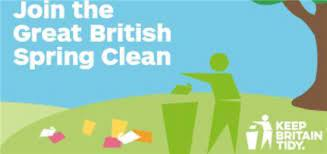 Join the
Great British
Spring Clean
KEEP
BRITAIN
TIDY.